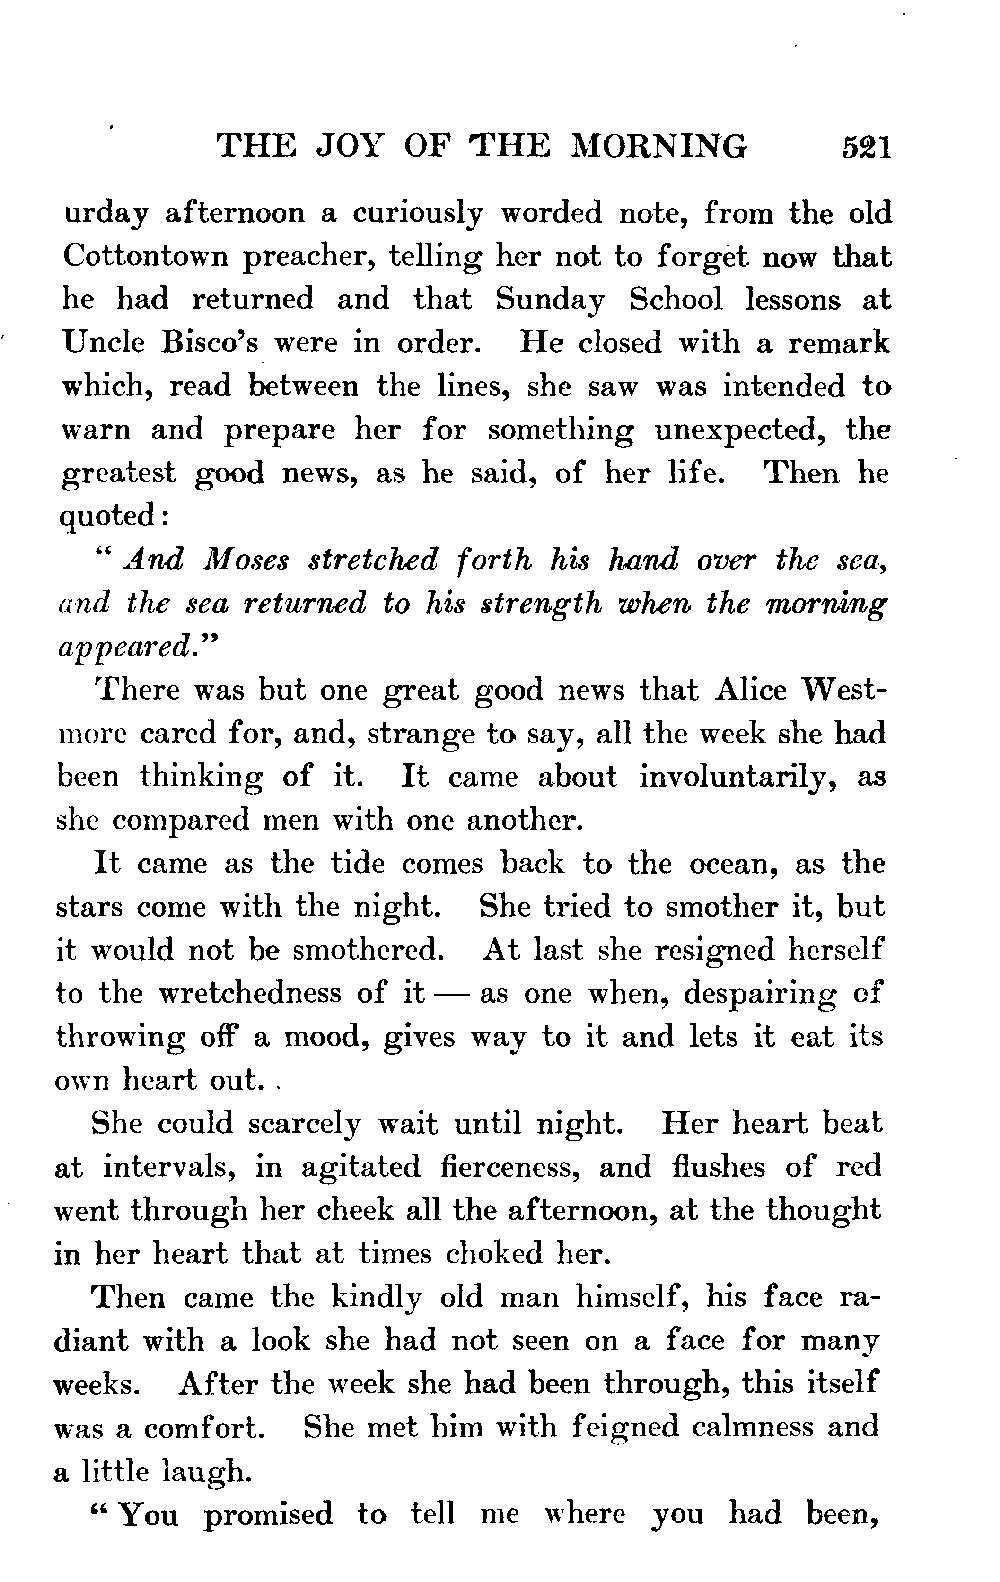 THE JOY OF THE MORNING 521
urday afternoon a curiously worded note, from the old
Cottontown preacher, telling her not to forget now that
he had returned and that Sunday School lessons at
Uncle Bisco's were in order. He closed with a remark
which, read between the lines, she saw was intended to
warn and prepare her for something unexpected, the
greatest good news, as he said, of her life. Then he
quoted:
"And Moses stretched forth his hand over the sea,
and the sea returned to his strength when the morning
appeared."
There was but one great good news that Alice West-
more cared for, and, strange to say, all the week she had
been thinking of it. It came about involuntarily, as
she compared men with one another.
It came as the tide comes back to the ocean, as the
stars come with the night. She tried to smother it, but
it would not be smothered. At last she resigned herself
to the wretchedness of it — as one when, despairing of
throwing off a mood, gives way to it and lets it eat its
own heart out.
She could scarcely wait until night. Her heart beat
at intervals, in agitated fierceness, and flushes of red
went through her cheek all the afternoon, at the thought
in her heart that at times choked her.
Then came the kindly old man himself, his face ra-
diant with a look she had not seen on a face for many
weeks. After the week she had been through, this itself
was a comfort. She met him with feigned calmness and
a little laugh.
"You promised to tell me where you had been,